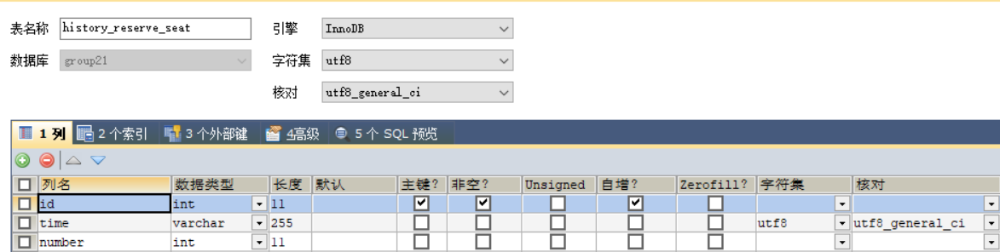 表名称 history_reserve_seat 引擎 InnoDB
数据库 group21 字符集 utf8
核对 utf8_general_ci
1 列 2 个索引 3 个外部键 4高级 5 个 SQL 预览
列名 数据类型 长度 默认 主键? 非空? Unsigned 自增? Zerofill? 字符集 核对
id int 11
time varchar 255 utf8 utf8_general_ci
number int 11